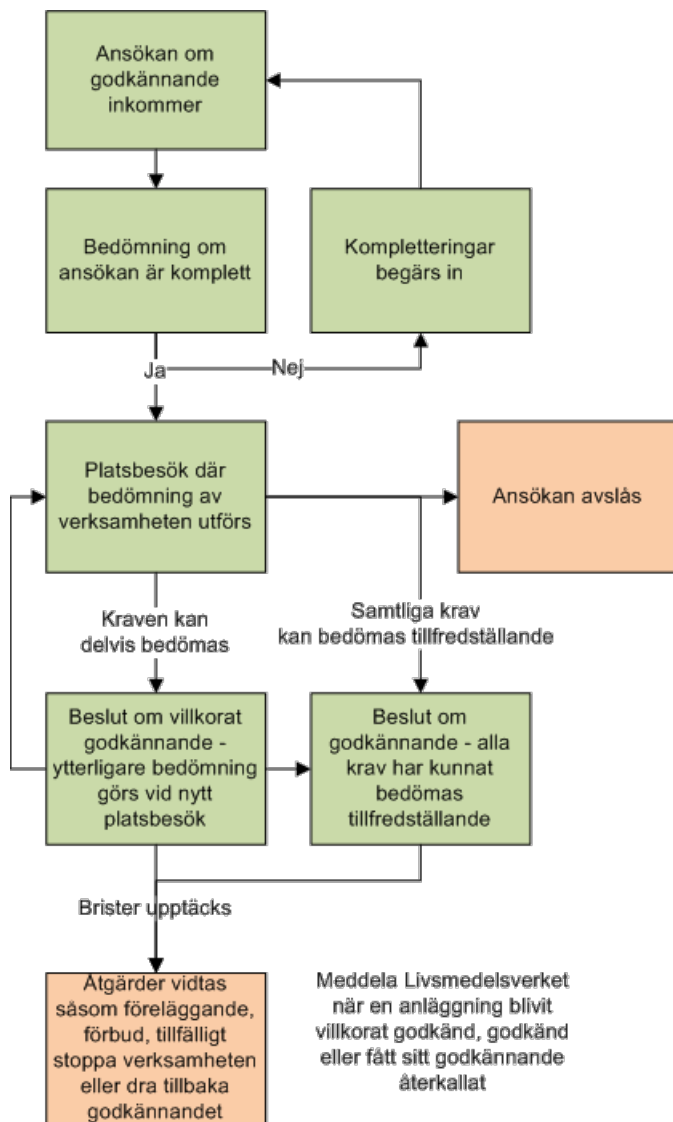 Ansökan om
godkännande
inkommer
Bedömning om
ansökan är komplett
Kompletteringar
begärs in
Ja
Nej
Platsbesök där
bedömning av
verksamheten utförs
Ansökan avslås
Kraven kan
delvis bedömas
Samtliga krav
kan bedömas tillfredställande
Beslut om villkorat
godkännande -
ytterligare bedömning
görs vid nytt
platsbesök
Beslut om
godkännande - alla
krav har kunnat
bedömas
tillfredställande
Brister upptäcks
Åtgärder vidtas
såsom föreläggande,
förbud, tillfälligt
stoppa verksamheten
eller dra tillbaka
godkännandet
Meddela Livsmedelsverket
när en anläggning blivit
villkorat godkänd, godkänd
eller fått sitt godkännande
återkallat